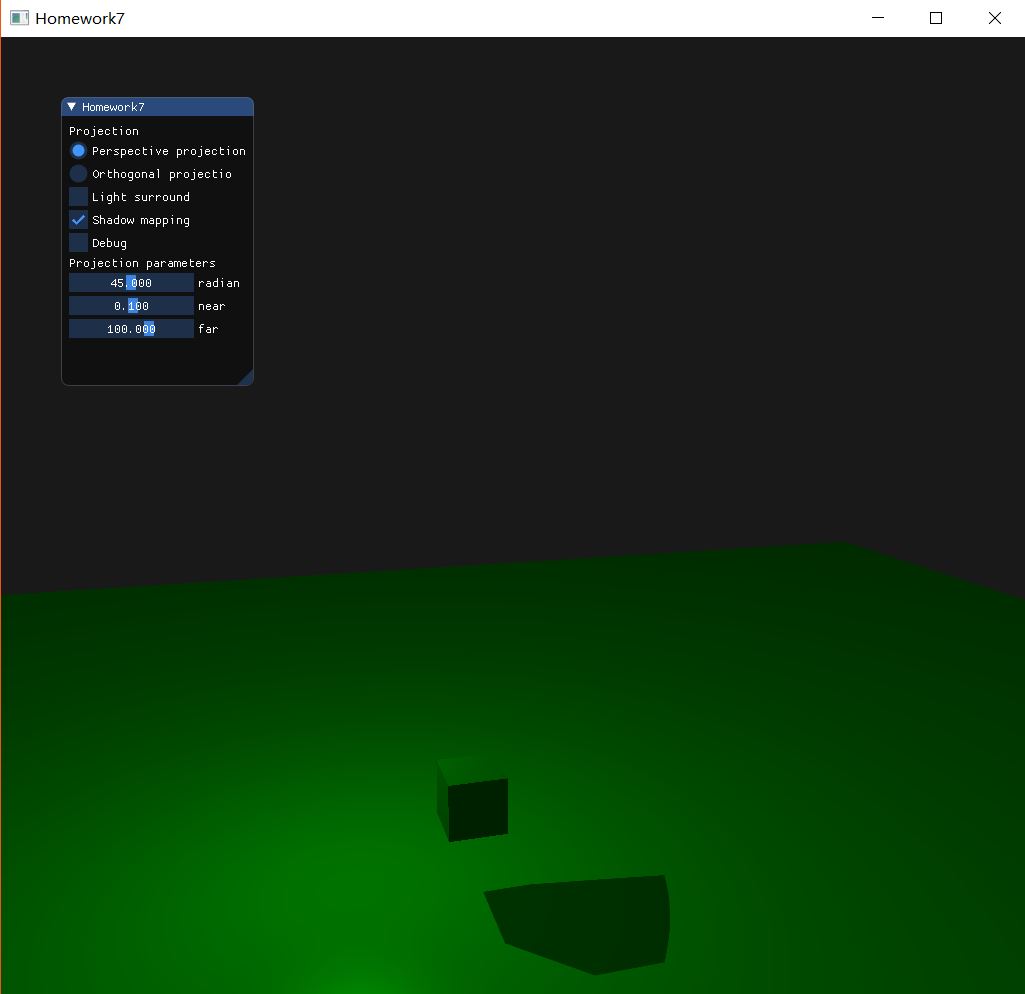 Homework7
Homework7
Projection
Perspective projection
Orthogonal projectio
Light surround
Shadow mapping
Debug
Projection parameters
45.000 radian
0.100 near
100.000 far